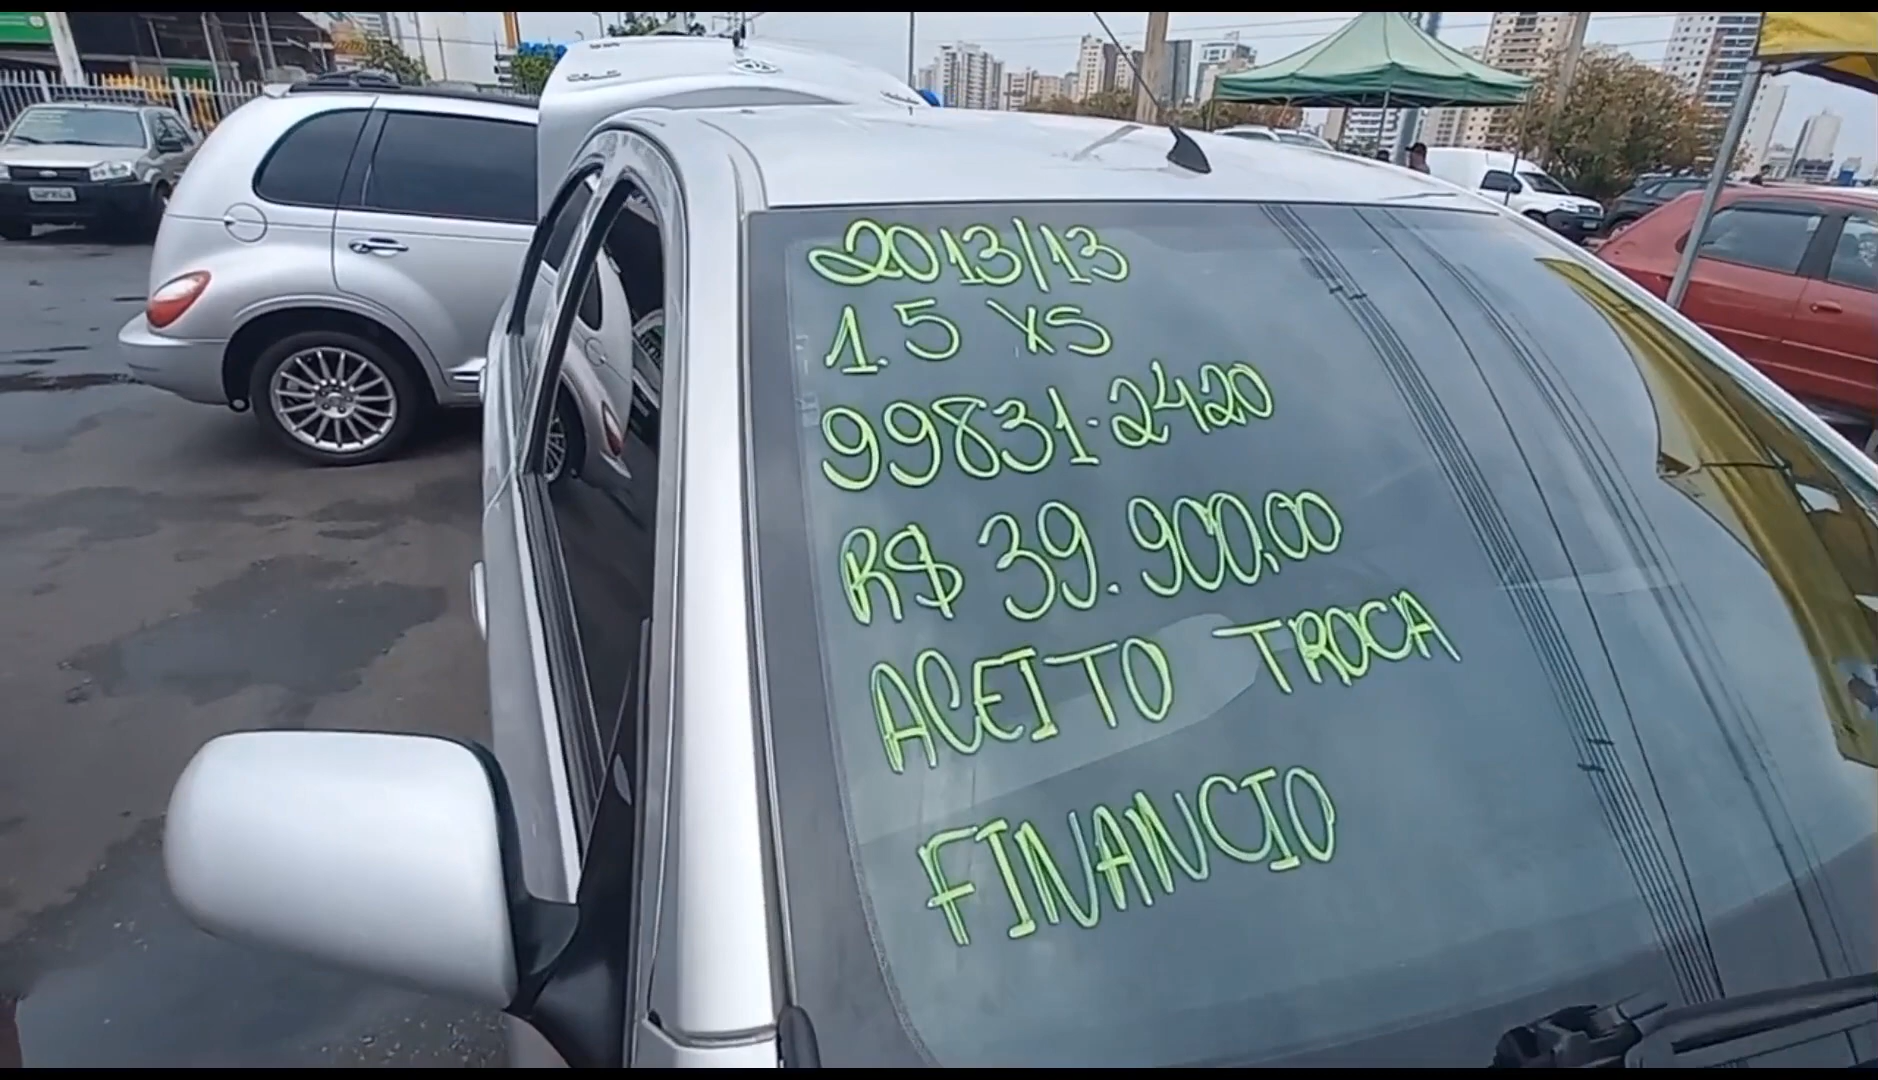 2013/13
1.5 XS
99831-2420
R$ 39.900,00
ACEITO TROCA
FINANCIO